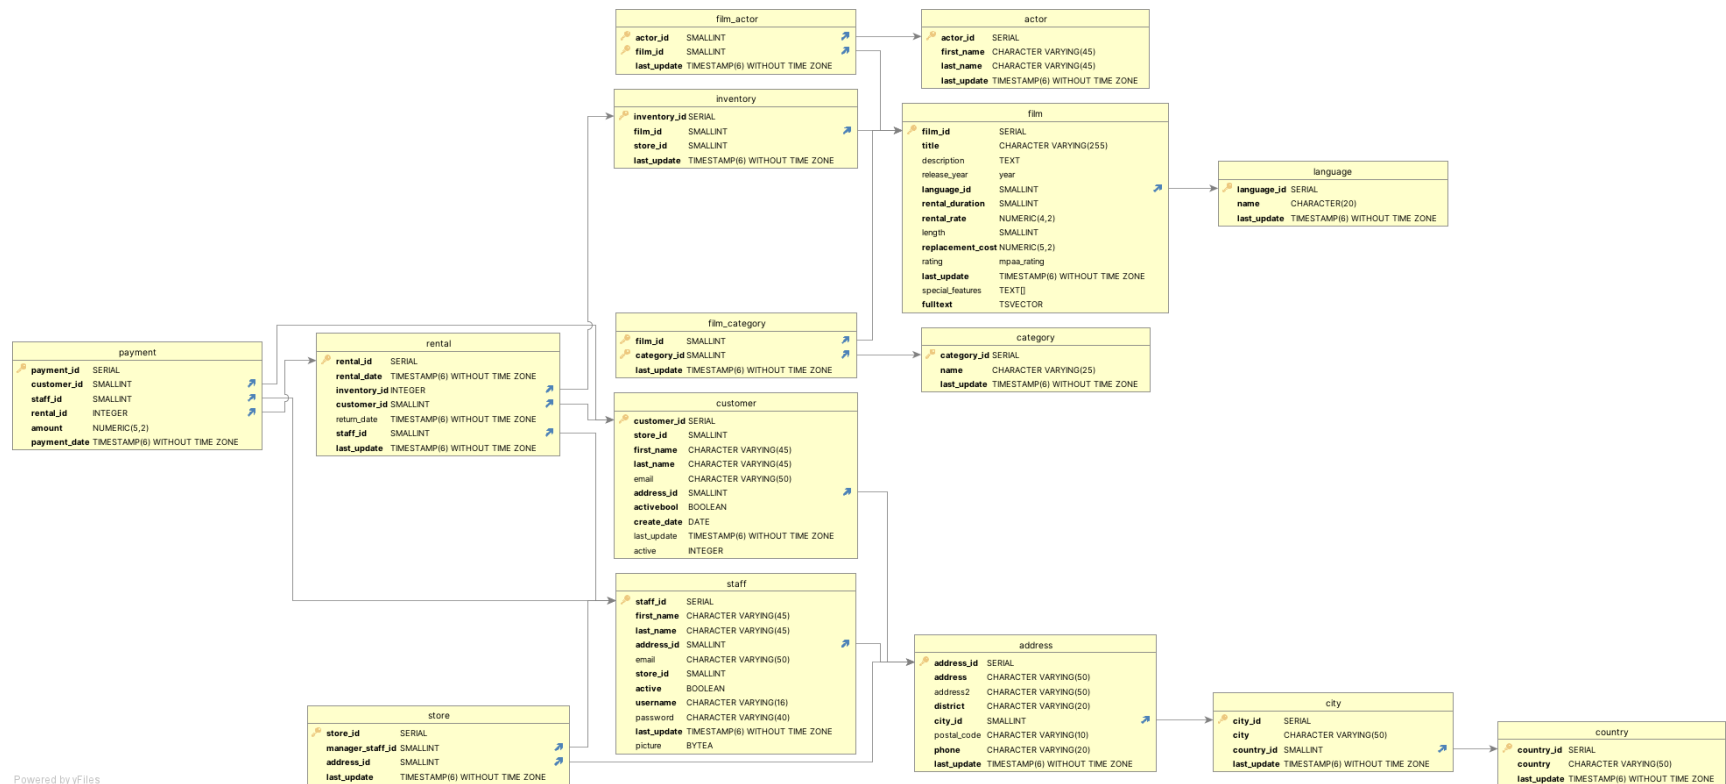 film_actor
actor_id SMALLINT
film_id SMALLINT
last_update TIMESTAMP(6) WITHOUT TIME ZONE
actor
actor_id SERIAL
first_name CHARACTER VARYING(45)
last_name CHARACTER VARYING(45)
last_update TIMESTAMP(6) WITHOUT TIME ZONE
inventory
inventory_id SERIAL
film_id SMALLINT
store_id SMALLINT
last_update TIMESTAMP(6) WITHOUT TIME ZONE
film
film_id SERIAL
title CHARACTER VARYING(255)
description TEXT
release_year year
language_id SMALLINT
rental_duration SMALLINT
rental_rate NUMERIC(4,2)
length SMALLINT
replacement_cost NUMERIC(5,2)
rating mpaa_rating
last_update TIMESTAMP(6) WITHOUT TIME ZONE
special_features TEXT[]
fulltext TSVECTOR
language
language_id SERIAL
name CHARACTER(20)
last_update TIMESTAMP(6) WITHOUT TIME ZONE
film_category
film_id SMALLINT
category_id SMALLINT
last_update TIMESTAMP(6) WITHOUT TIME ZONE
category
category_id SERIAL
name CHARACTER VARYING(25)
last_update TIMESTAMP(6) WITHOUT TIME ZONE
payment
payment_id SERIAL
customer_id SMALLINT
staff_id SMALLINT
rental_id INTEGER
amount NUMERIC(5,2)
payment_date TIMESTAMP(6) WITHOUT TIME ZONE
rental
rental_id SERIAL
rental_date TIMESTAMP(6) WITHOUT TIME ZONE
inventory_id INTEGER
customer_id SMALLINT
return_date TIMESTAMP(6) WITHOUT TIME ZONE
staff_id SMALLINT
last_update TIMESTAMP(6) WITHOUT TIME ZONE
customer
customer_id SERIAL
store_id SMALLINT
first_name CHARACTER VARYING(45)
last_name CHARACTER VARYING(45)
email CHARACTER VARYING(50)
address_id SMALLINT
activebool BOOLEAN
create_date DATE
last_update TIMESTAMP(6) WITHOUT TIME ZONE
active INTEGER
staff
staff_id SERIAL
first_name CHARACTER VARYING(45)
last_name CHARACTER VARYING(45)
address_id SMALLINT
email CHARACTER VARYING(50)
store_id SMALLINT
active BOOLEAN
username CHARACTER VARYING(16)
password CHARACTER VARYING(40)
last_update TIMESTAMP(6) WITHOUT TIME ZONE
picture BYTEA
address
address_id SERIAL
address CHARACTER VARYING(50)
address2 CHARACTER VARYING(50)
district CHARACTER VARYING(20)
city_id SMALLINT
postal_code CHARACTER VARYING(10)
phone CHARACTER VARYING(20)
last_update TIMESTAMP(6) WITHOUT TIME ZONE
store
store_id SERIAL
manager_staff_id SMALLINT
address_id SMALLINT
last_update TIMESTAMP(6) WITHOUT TIME ZONE
city
city_id SERIAL
city CHARACTER VARYING(50)
country_id SMALLINT
last_update TIMESTAMP(6) WITHOUT TIME ZONE
country
country_id SERIAL
country CHARACTER VARYING(50)
last_update TIMESTAMP(6) WITHOUT TIME ZONE
Powered by yFiles